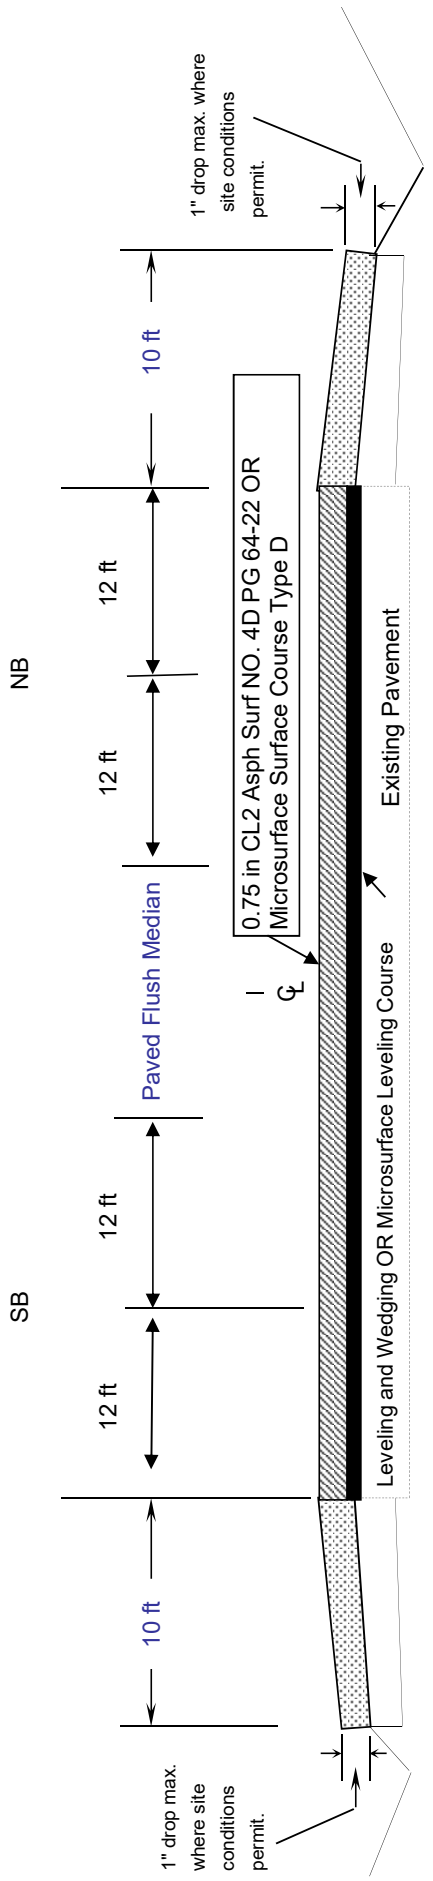 SB
NB
10 ft
12 ft
12 ft
Paved Flush Median
12 ft
12 ft
10 ft
1" drop max.
where site
conditions
permit.
℄
0.75 in CL2 Asph Surf NO. 4D PG 64-22 OR
Microsurface Surface Course Type D
1" drop max. where
site conditions
permit.
Leveling and Wedging OR Microsurface Leveling Course
Existing Pavement